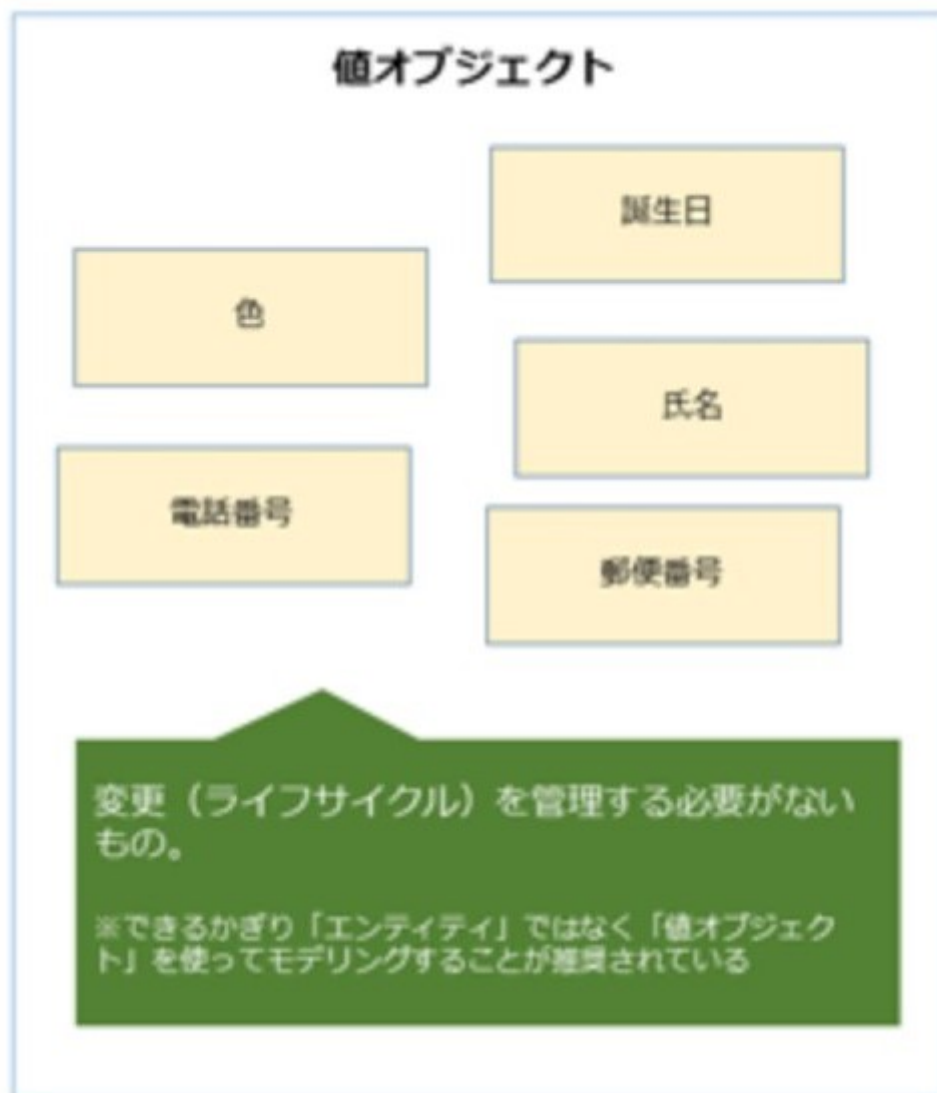 値オブジェクト
誕生日
色
氏名
電話番号
郵便番号
変更（ライフサイクル）を管理する必要がない
もの。
※できるかぎり「エンティティ」ではなく「値オブジェク
ト」を使ってモデリングすることが推奨されている